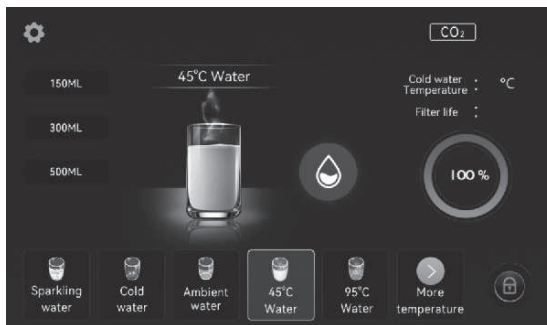 CO₂
45°C Water
150ML
300ML
500ML
Cold water
Temperature : °C
Filter life :
100 %
Sparkling
water
Cold
water
Ambient
water
45°C
Water
95°C
Water
More
temperature